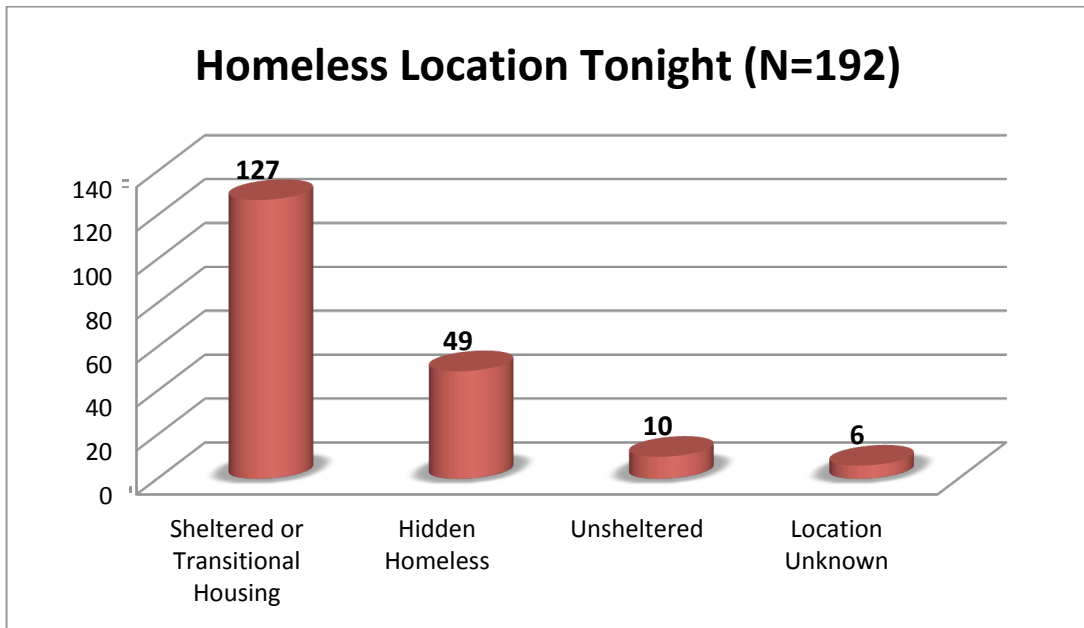 Homeless Location Tonight (N=192)
127
140
120
100
80
60
40
20
0
49
10
6
Sheltered or
Transitional
Housing
Hidden
Homeless
Unsheltered
Location
Unknown